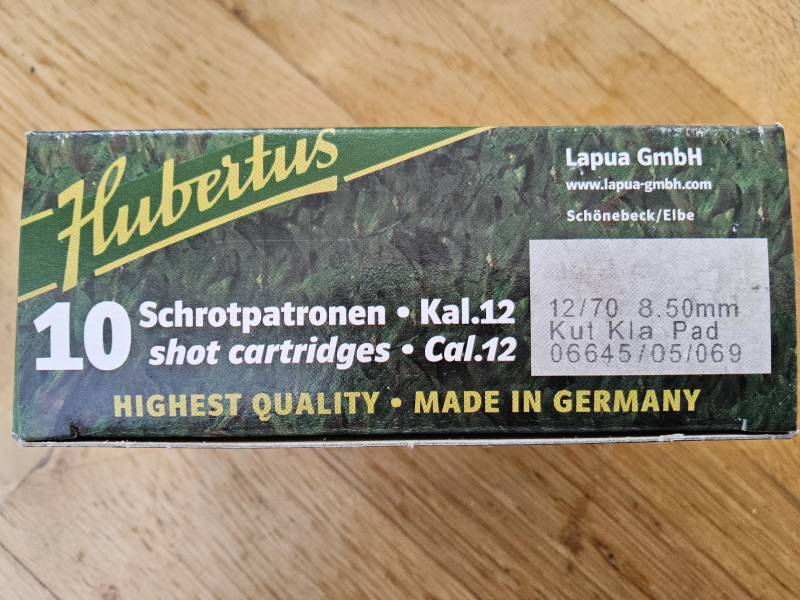 Hubertus
Lapua GmbH
www.lapua-gmbh.com
Schönebeck/Elbe
10 Schrotpatronen • Kal.12
shot cartridges • Cal.12
12/70 8.50mm
Kut Kla Pad
06645/05/069
HIGHEST QUALITY • MADE IN GERMANY